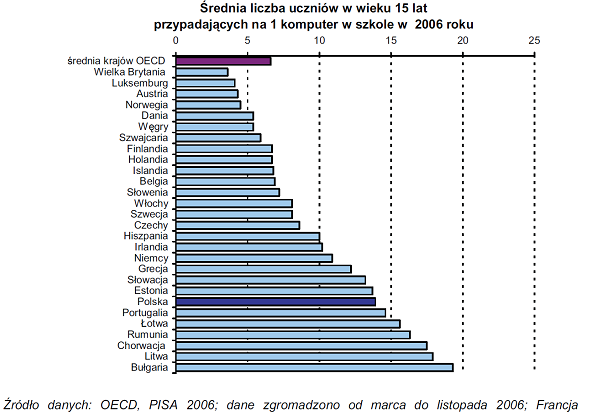 Średnia liczba uczniów w wieku 15 lat
przypadających na 1 komputer w szkole w 2006 roku
0 5 10 15 20 25
średnia krajów OECD
Wielka Brytania
Luksemburg
Austria
Norwegia
Dania
Węgry
Szwajcaria
Finlandia
Holandia
Islandia
Belgia
Słowenia
Włochy
Szwecja
Czechy
Hiszpania
Irlandia
Niemcy
Grecja
Słowacja
Estonia
Polska
Portugalia
Łotwa
Rumunia
Chorwacja
Litwa
Bułgaria
Źródło danych: OECD, PISA 2006; dane zgromadzono od marca do listopada 2006; Francja